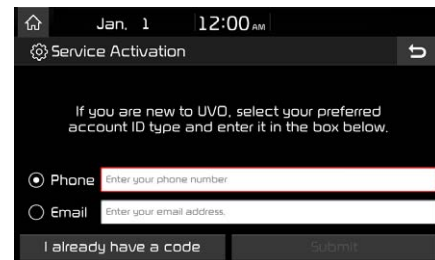 Jan. 1 12:00 AM
Service Activation
If you are new to UVO, select your preferred
account ID type and enter it in the box below.
Phone Enter your phone number
Email Enter your email address.
I already have a code Submit